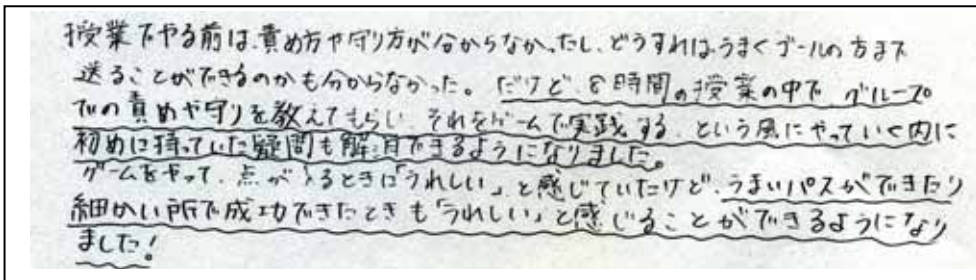 授業でやる前は、責め方や守り方が分からなかったし、どうすればうまくゴールの方まで
送ることができるのかも分からなかった。だけど、8時間の授業の中で、グループ
での責めや守りを教えてもらい、それをゲームで実践する、という風にやっていく内に
初めに持っていた疑問も解消できるようになりました。
ゲームをやって、点が入るときは「うれしい」と感じていたけど、うまいパスができたり
細かい所で成功できたときも「うれしい」と感じることができるようになり
ました!